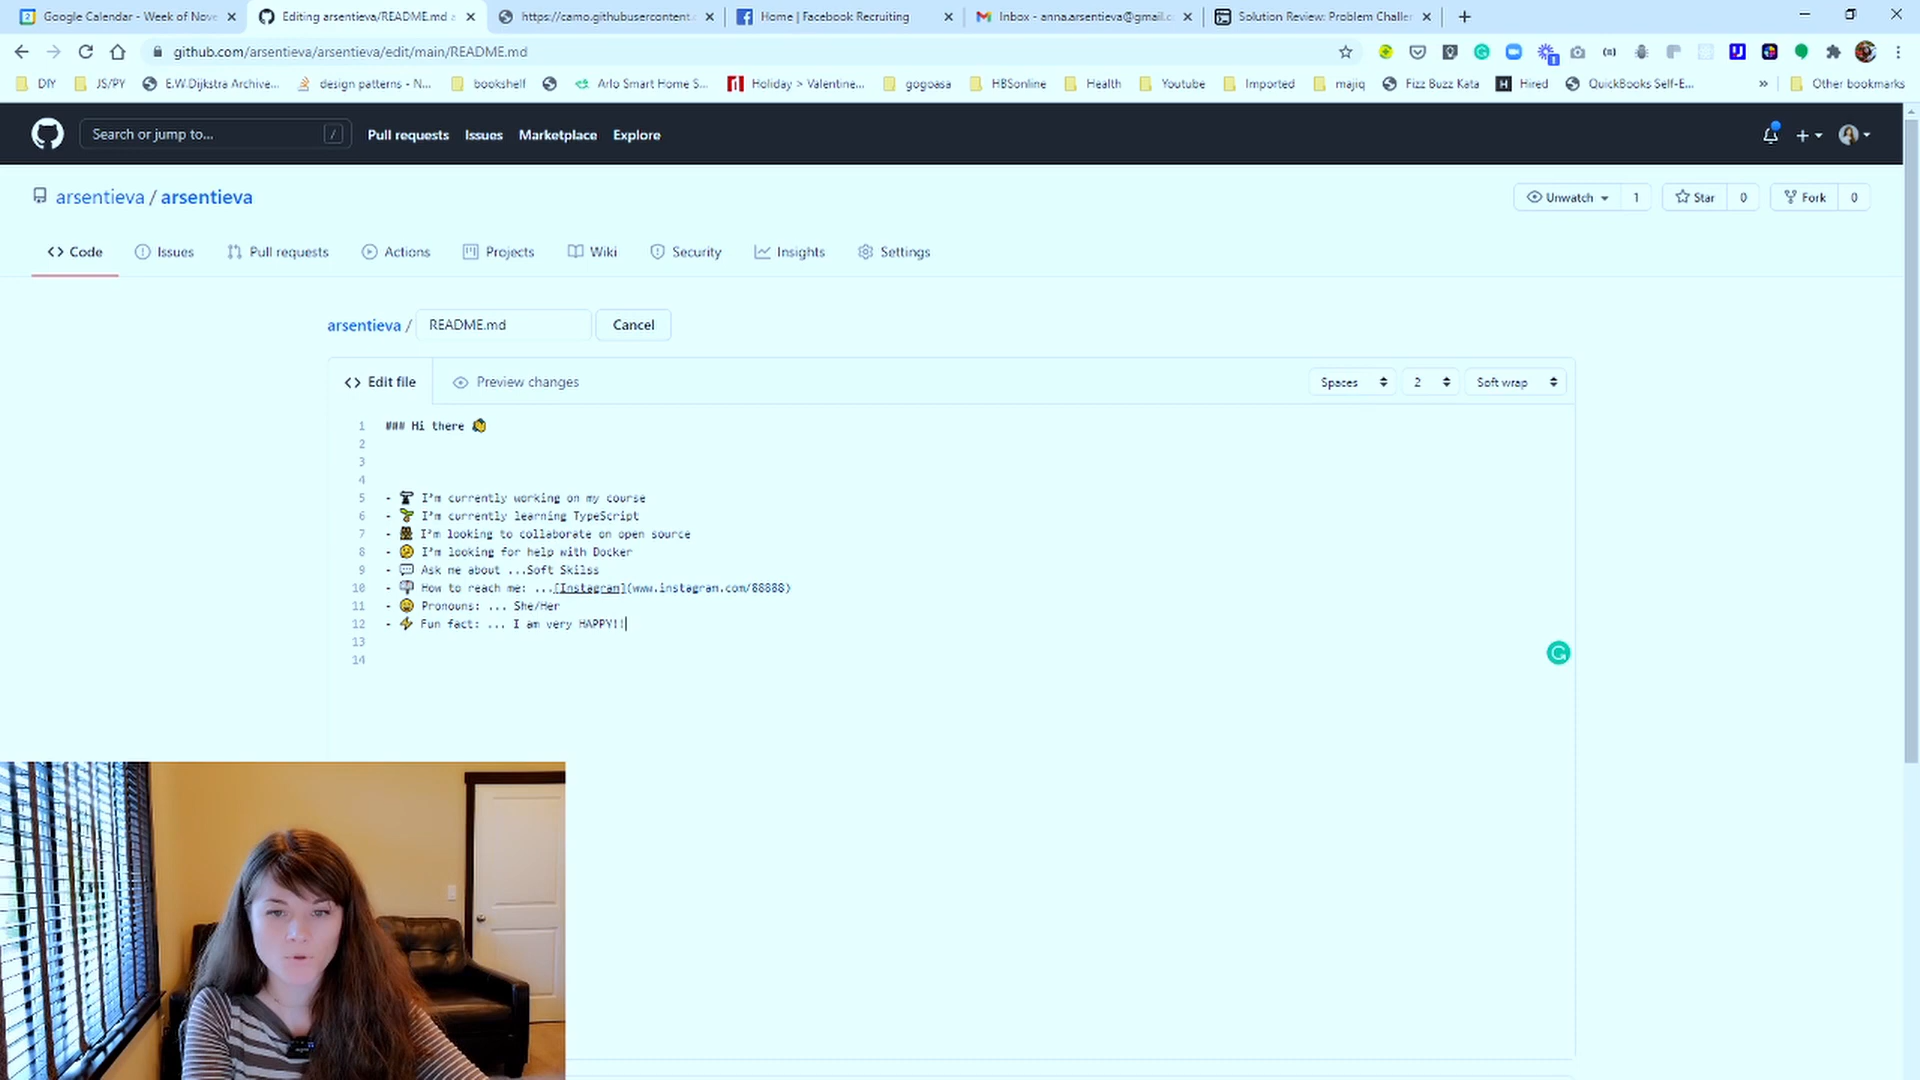 Google Calendar - Week of Nove
Editing arsentieva/README.md a
https://camo.githubusercontent.
Home | Facebook Recruiting
Inbox - anna.arsentieva@gmail.c
Solution Review: Problem Challer
github.com/arsentieva/arsentieva/edit/main/README.md
DIY JS/PY E.W.Dijkstra Archive... design patterns - N... bookshelf Arlo Smart Home S... Holiday > Valentine... gogoasa HBSonline Health Youtube Imported majiq Fizz Buzz Kata Hired QuickBooks Self-E... » Other bookmarks
Search or jump to... / Pull requests Issues Marketplace Explore
arsentieva / arsentieva Unwatch 1 Star 0 Fork 0
Code Issues Pull requests Actions Projects Wiki Security Insights Settings
arsentieva / README.md Cancel
Edit file Preview changes Spaces 2 Soft wrap
1 ### Hi there 👋
2
3
4
5 - 🔭 I'm currently working on my course
6 - 🌱 I'm currently learning TypeScript
7 - 👯 I'm looking to collaborate on open source
8 - 🤔 I'm looking for help with Docker
9 - 💬 Ask me about ...Soft Skilss
10 - 📫 How to reach me: ...[Instagram](www.instagram.com/88888)
11 - 😄 Pronouns: ... She/Her
12 - ⚡ Fun fact: ... I am very HAPPY!!
13
14